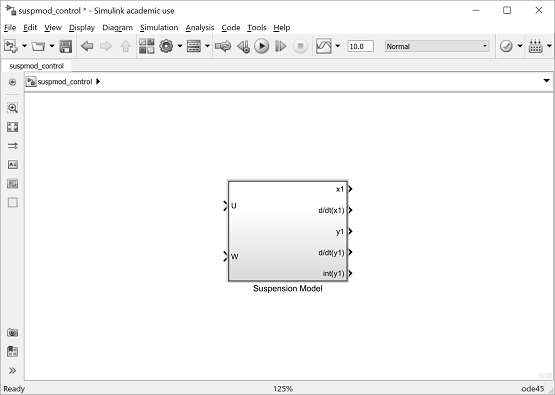 suspmod_control * - Simulink academic use
File Edit View Display Diagram Simulation Analysis Code Tools Help
10.0 Normal
suspmod_control
suspmod_control
x1
U
d/dt(x1)
y1
W
d/dt(y1)
int(y1)
Suspension Model
Ready 125% ode45